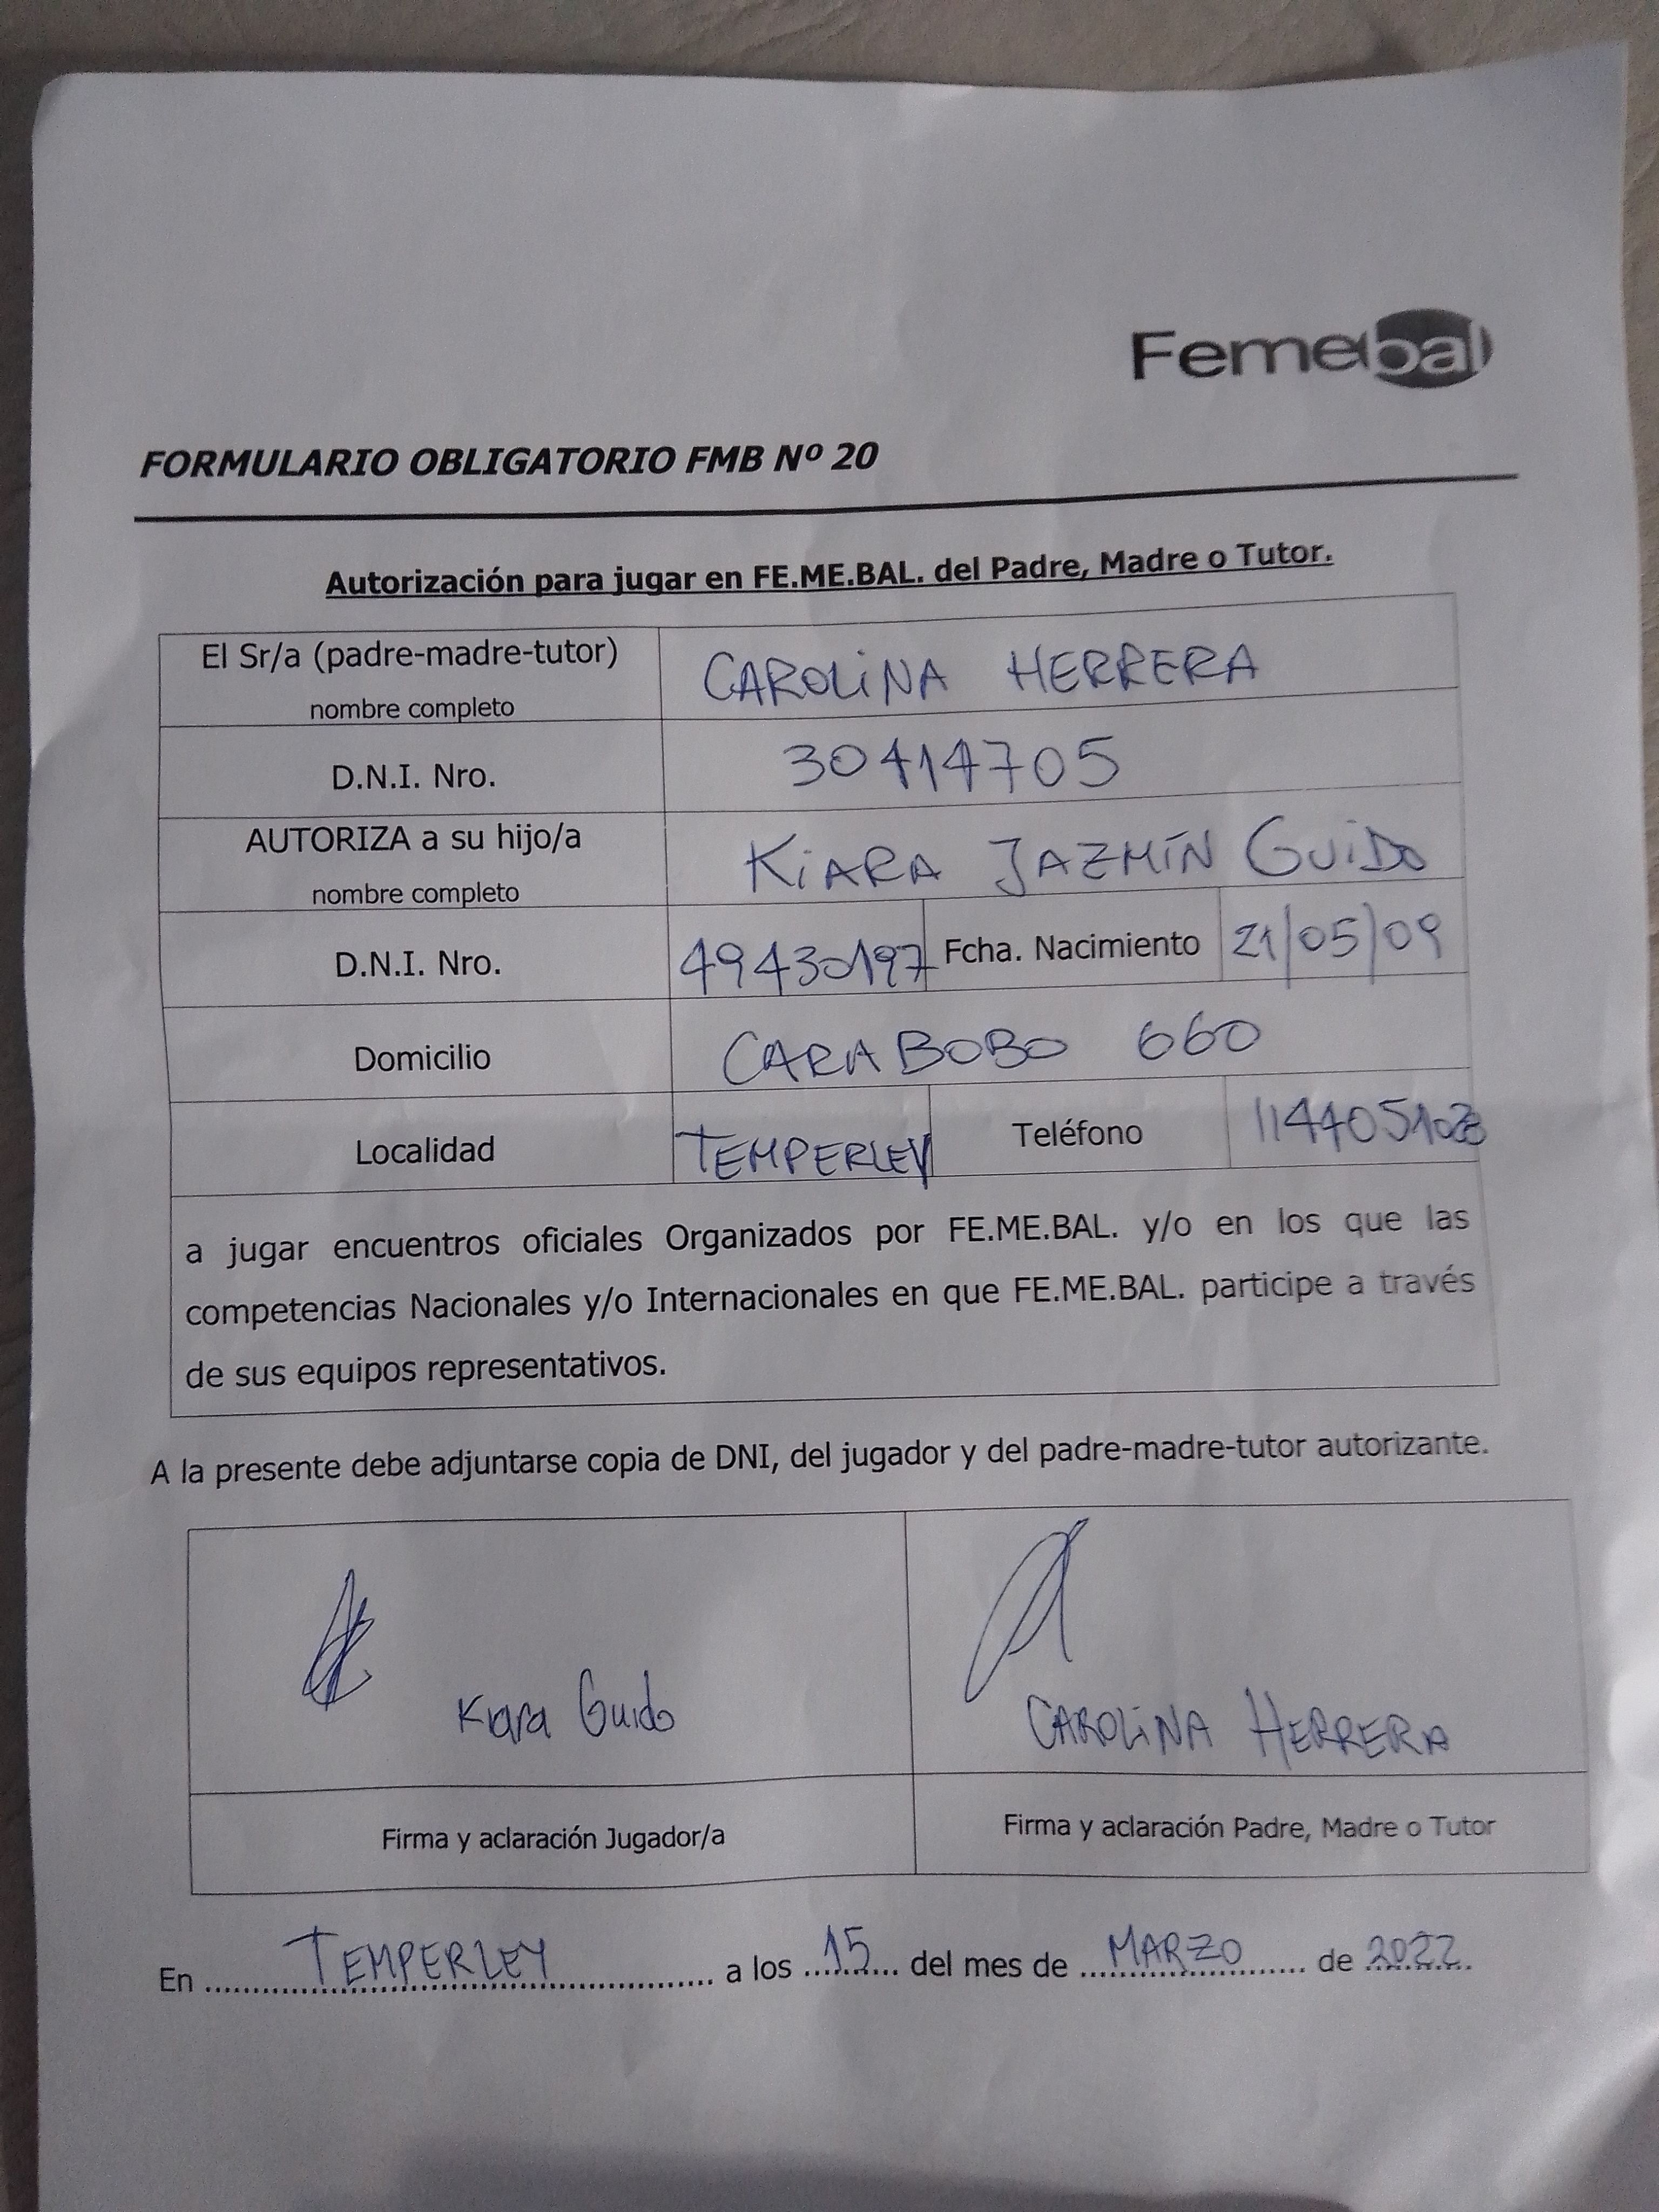 Femebal
FORMULARIO OBLIGATORIO FMB Nº 20
Autorización para jugar en FE.ME.BAL. del Padre, Madre o Tutor.
El Sr/a (padre-madre-tutor) CAROLINA HERRERA
nombre completo
D.N.I. Nro. 30414705
AUTORIZA a su hijo/a KIARA JAZMÍN GUIDO
nombre completo
D.N.I. Nro. 49430197 Fcha. Nacimiento 21/05/09
Domicilio CARABOBO 660
Localidad TEMPERLEY Teléfono
a jugar encuentros oficiales Organizados por FE.ME.BAL. y/o en los que las
competencias Nacionales y/o Internacionales en que FE.ME.BAL. participe a través
de sus equipos representativos.
A la presente debe adjuntarse copia de DNI, del jugador y del padre-madre-tutor autorizante.
Kiara Guido CAROLINA HERRERA
Firma y aclaración Jugador/a Firma y aclaración Padre, Madre o Tutor
En TEMPERLEY a los 15 del mes de MARZO de 2022